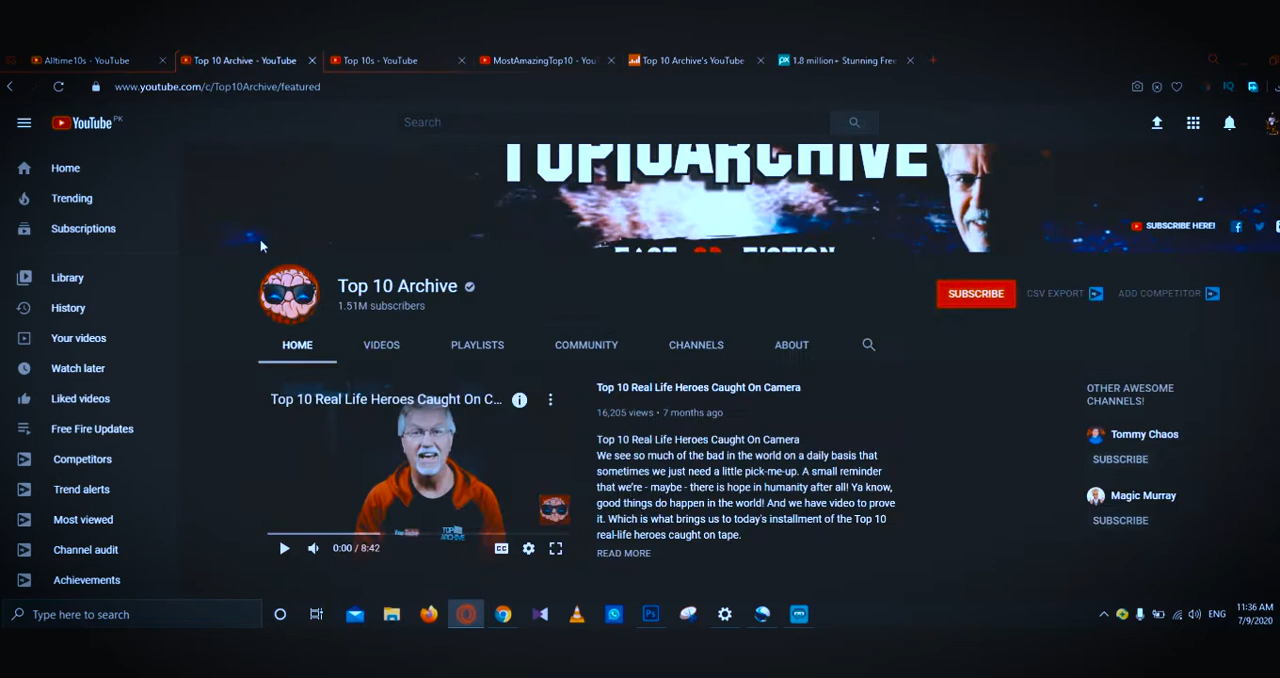 Alltime10s - YouTube
Top 10 Archive - YouTube
Top 10s - YouTube
MostAmazingTop10 - You
Top 10 Archive's YouTube
1.8 million+ Stunning Free
www.youtube.com/c/Top10Archive/featured
YouTube PK
Search
TOP10ARCHIVE
FACT OR FICTION
SUBSCRIBE HERE!
Home
Trending
Subscriptions
Library
History
Your videos
Watch later
Liked videos
Free Fire Updates
Competitors
Trend alerts
Most viewed
Channel audit
Achievements
Top 10 Archive
1.51M subscribers
SUBSCRIBE
CSV EXPORT
ADD COMPETITOR
HOME
VIDEOS
PLAYLISTS
COMMUNITY
CHANNELS
ABOUT
Top 10 Real Life Heroes Caught On C...
YouTube
TOP10
ARCHIVE
CC
0:00 / 8:42
Top 10 Real Life Heroes Caught On Camera
16,205 views • 7 months ago
Top 10 Real Life Heroes Caught On Camera
We see so much of the bad in the world on a daily basis that
sometimes we just need a little pick-me-up. A small reminder
that we're - maybe - there is hope in humanity after all! Ya know,
good things do happen in the world! And we have video to prove
it. Which is what brings us to today's installment of the Top 10
real-life heroes caught on tape.
READ MORE
OTHER AWESOME
CHANNELS!
Tommy Chaos
SUBSCRIBE
Magic Murray
SUBSCRIBE
Type here to search
Ps
ENG
11:36 AM
7/9/2020